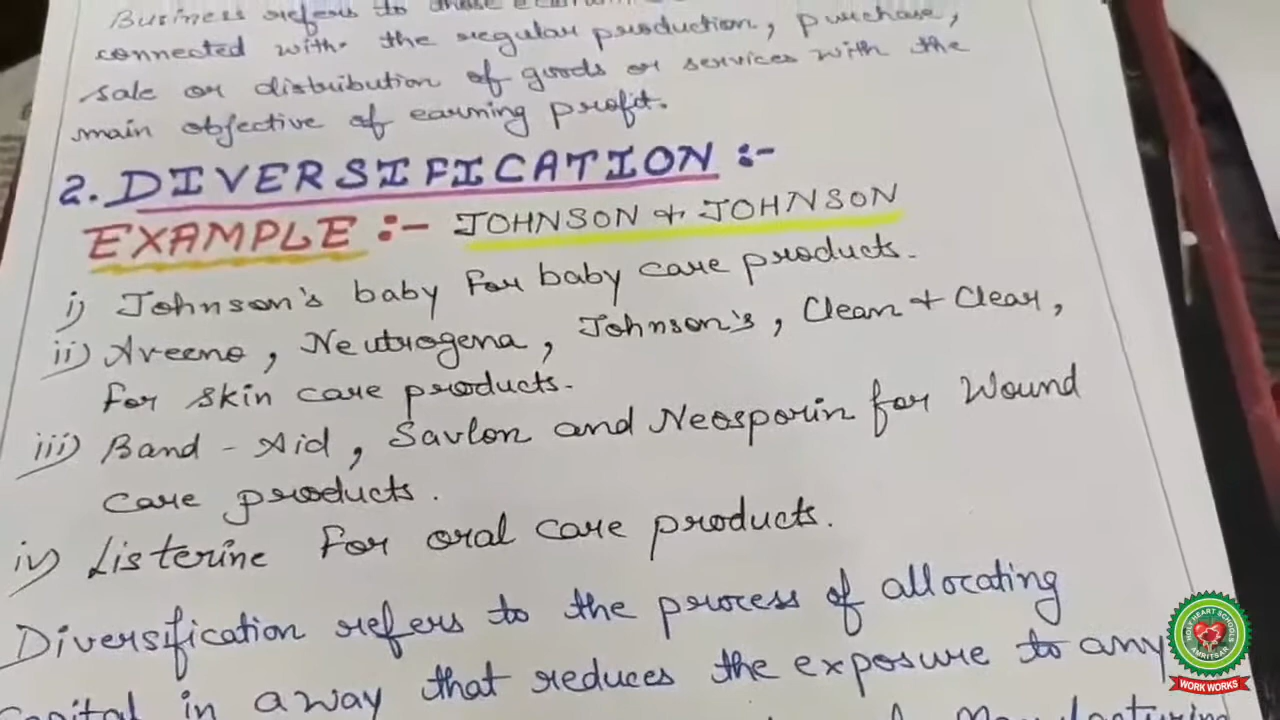 Business refers to those
connected with the regular production, purchase,
sale or distribution of goods or services with the
main objective of earning profit.
2. DIVERSIFICATION :-
EXAMPLE :- JOHNSON & JOHNSON
i) Johnson's baby for baby care products.
ii) Aveeno, Neutrogena, Johnson's, Clean & Clear,
for skin care products.
iii) Band-Aid, Savlon and Neosporin for Wound
care products.
iv) Listerine for oral care products.
Diversification refers to the process of allocating
capital in a way that reduces the exposure to any
HOLY HEART SCHOOLS
AMRITSAR
WORK WORKS